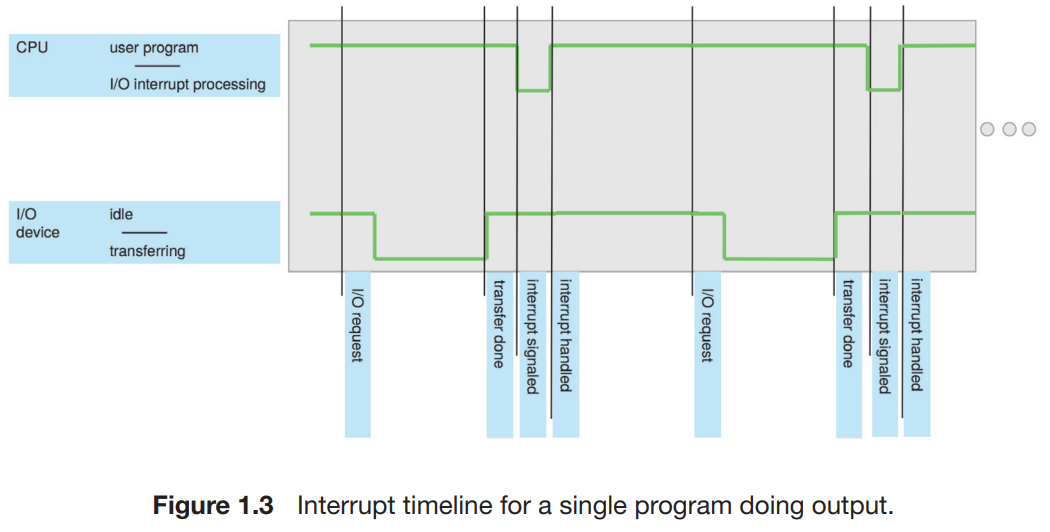 CPU
user program
I/O interrupt processing
I/O
device
idle
transferring
I/O request
transfer done
interrupt signaled
interrupt handled
I/O request
transfer done
interrupt signaled
interrupt handled
Figure 1.3 Interrupt timeline for a single program doing output.